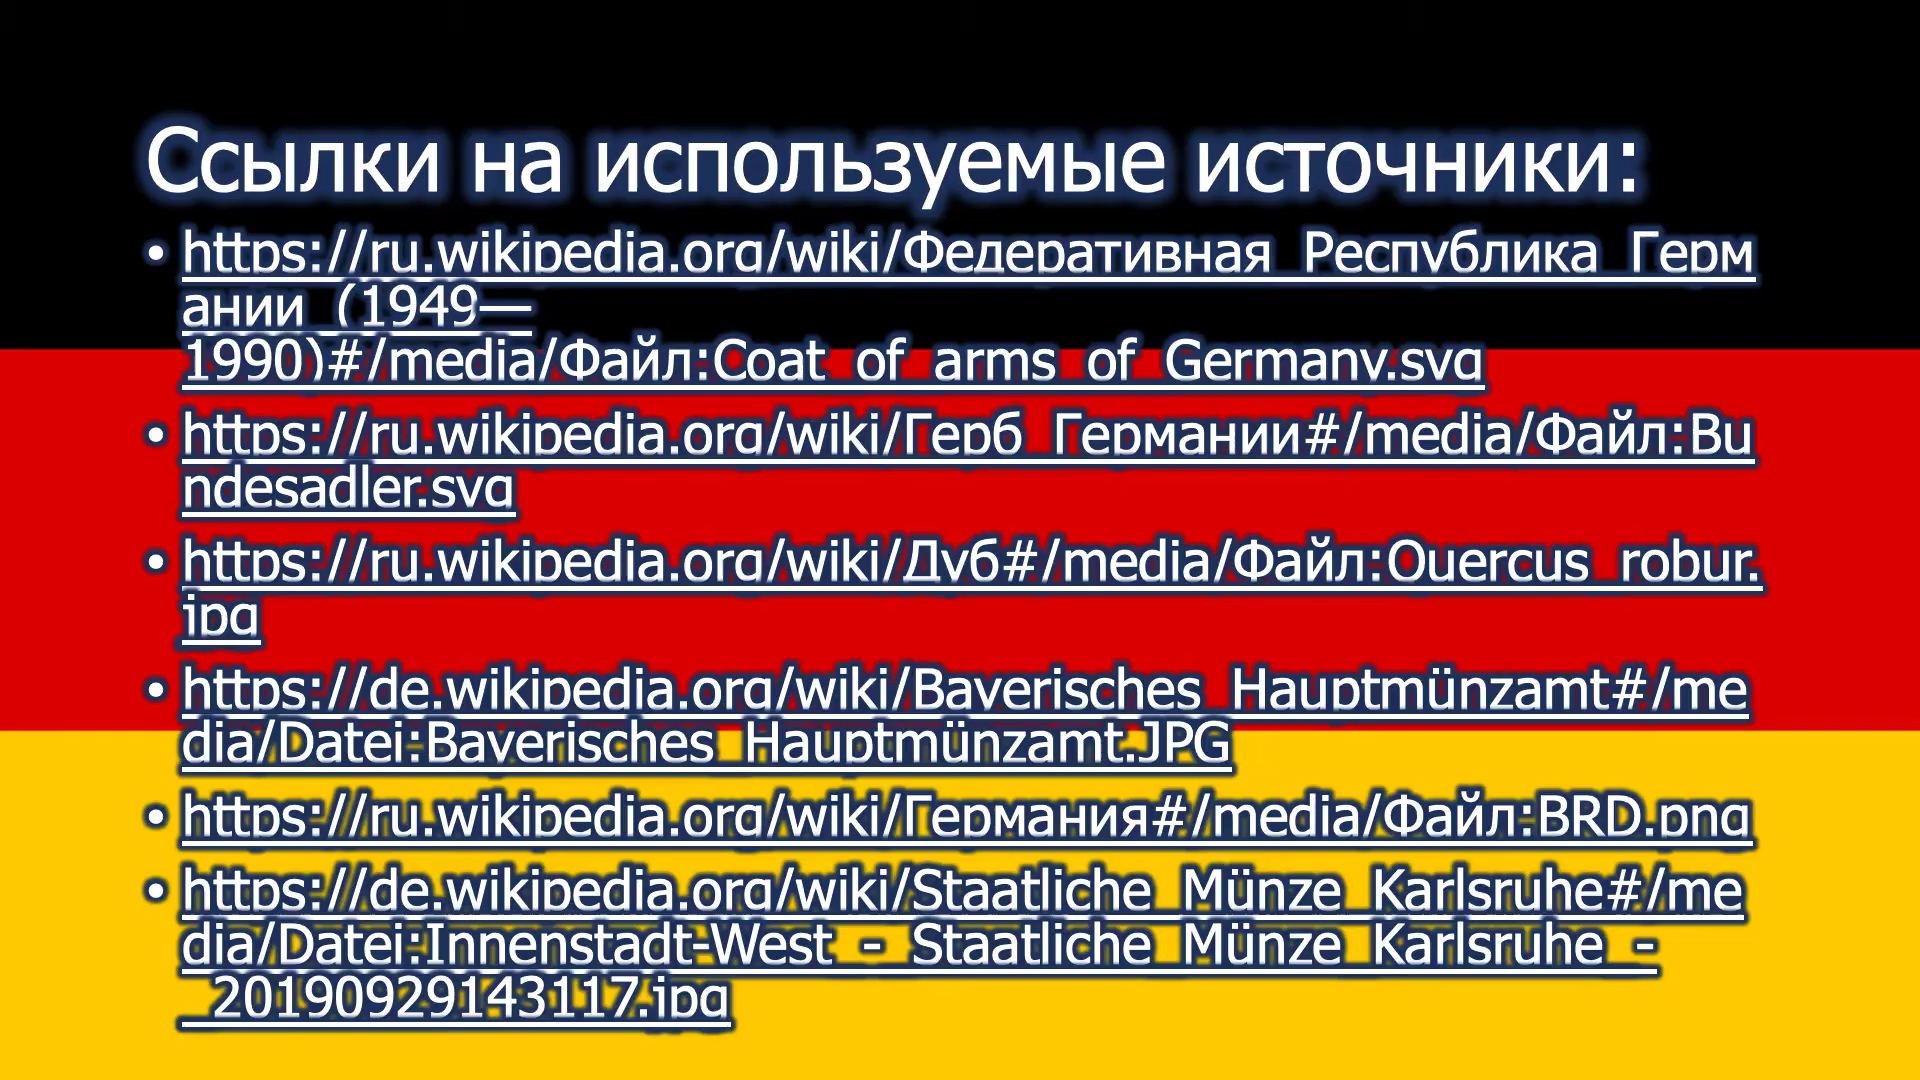 Ссылки на используемые источники:
• https://ru.wikipedia.org/wiki/Федеративная_Республика_Герм
ании_(1949—
1990)#/media/Файл:Coat_of_arms_of_Germany.svg
• https://ru.wikipedia.org/wiki/Герб_Германии#/media/Файл:Bu
ndesadler.svg
• https://ru.wikipedia.org/wiki/Дуб#/media/Файл:Quercus_robur.
jpg
• https://de.wikipedia.org/wiki/Bayerisches_Hauptmünzamt#/me
dia/Datei:Bayerisches_Hauptmünzamt.JPG
• https://ru.wikipedia.org/wiki/Германия#/media/Файл:BRD.png
• https://de.wikipedia.org/wiki/Staatliche_Münze_Karlsruhe#/me
dia/Datei:Innenstadt-West_-_Staatliche_Münze_Karlsruhe_-
_20190929143117.jpg